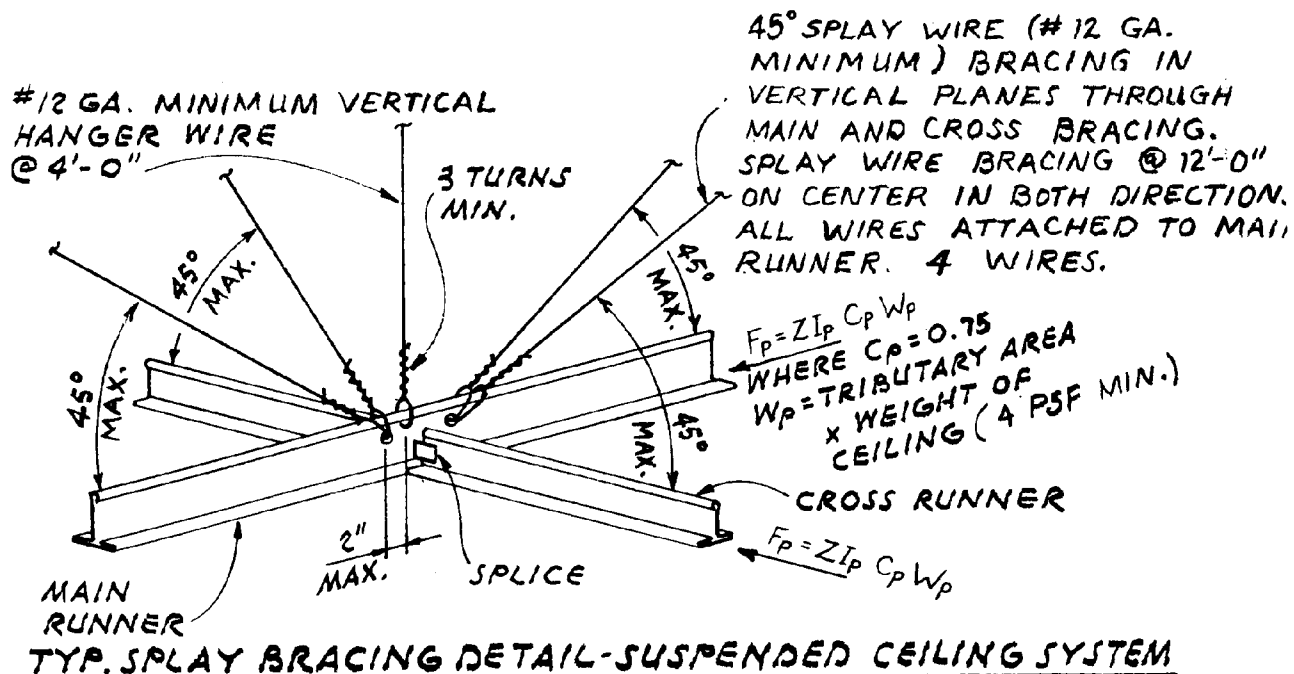 45° SPLAY WIRE (# 12 GA.
MINIMUM) BRACING IN
VERTICAL PLANES THROUGH
MAIN AND CROSS BRACING.
SPLAY WIRE BRACING @ 12'-0"
ON CENTER IN BOTH DIRECTION.
ALL WIRES ATTACHED TO MAI
RUNNER. 4 WIRES.
#12 GA. MINIMUM VERTICAL
HANGER WIRE
@ 4'-0"
3 TURNS
MIN.
45°
MAX.
45°
MAX.
45°
MAX.
45°
MAX.
Fp = ZIp Cp Wp
WHERE Cp = 0.75
Wp = TRIBUTARY AREA
x WEIGHT OF
CEILING (4 PSF MIN.)
CROSS RUNNER
Fp = ZIp Cp Wp
2"
MAX.
SPLICE
MAIN
RUNNER
TYP. SPLAY BRACING DETAIL-SUSPENDED CEILING SYSTEM